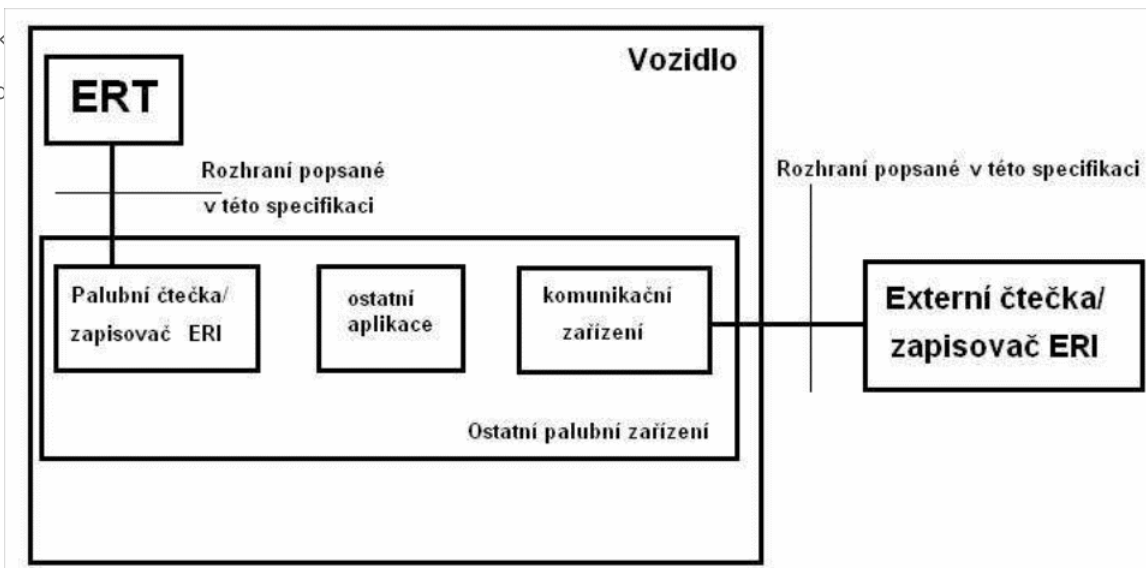 Vozidlo
ERT
Rozhraní popsané
v této specifikaci
Rozhraní popsané v této specifikaci
Palubní čtečka/
zapisovač ERI
ostatní
aplikace
komunikační
zařízení
Externí čtečka/
zapisovač ERI
Ostatní palubní zařízení